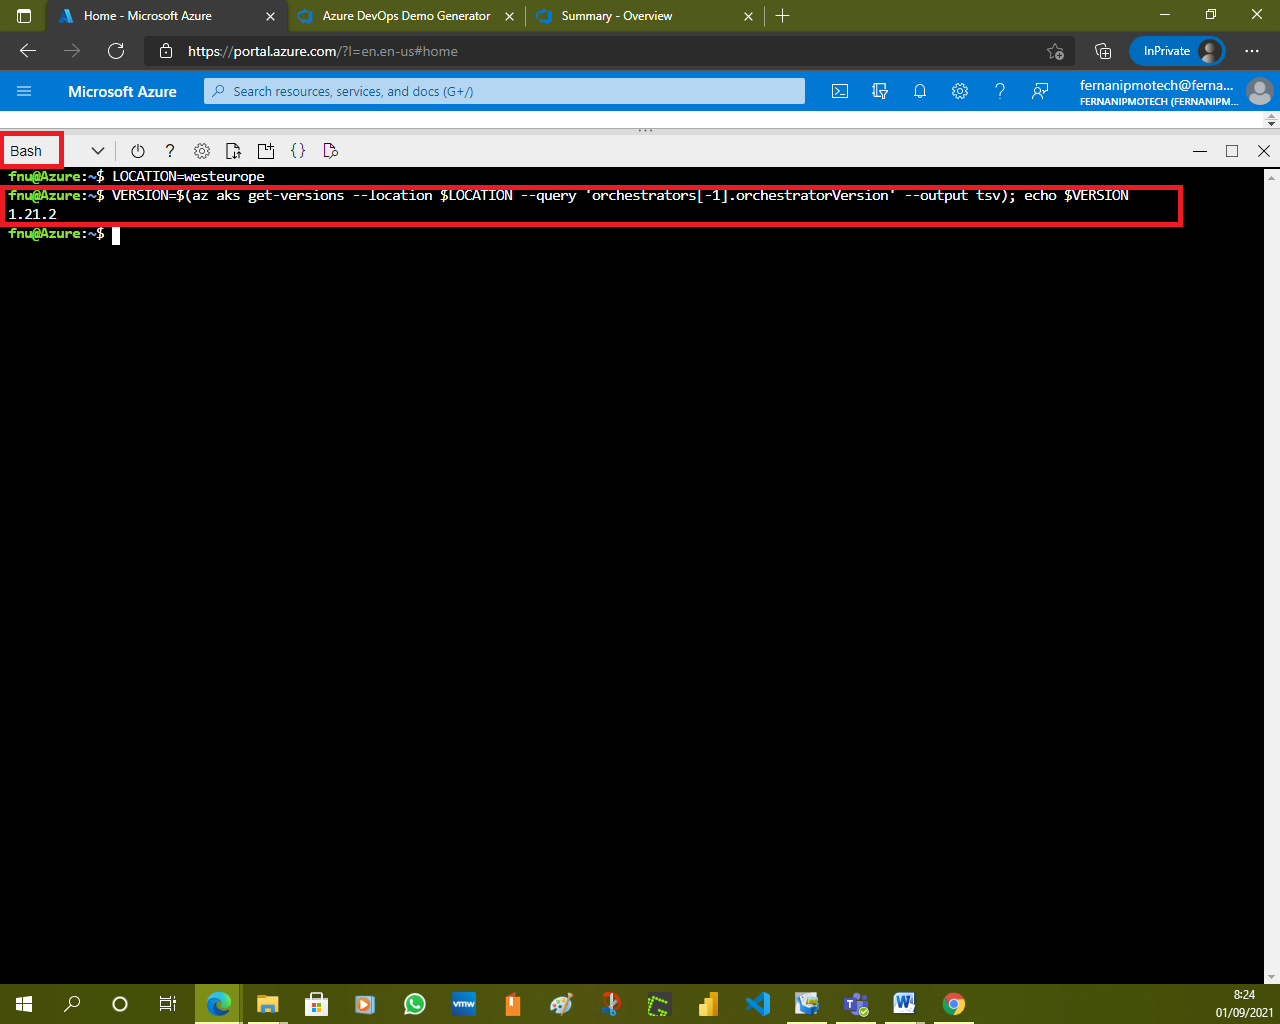 Home - Microsoft Azure
Azure DevOps Demo Generator
Summary - Overview
https://portal.azure.com/?l=en.en-us#home
InPrivate
Microsoft Azure
Search resources, services, and docs (G+/)
fernanipmotech@ferna...
FERNANIPMOTECH (FERNANIPM...
Bash
fnu@Azure:~$ LOCATION=westeurope
fnu@Azure:~$ VERSION=$(az aks get-versions --location $LOCATION --query 'orchestrators[-1].orchestratorVersion' --output tsv); echo $VERSION
1.21.2
fnu@Azure:~$
vmw
8:24
01/09/2021